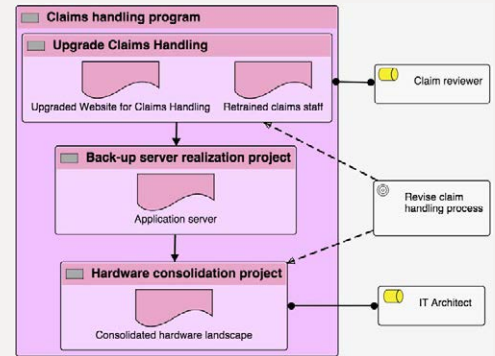 Claims handling program
Upgrade Claims Handling
Upgraded Website for Claims Handling
Retrained claims staff
Claim reviewer
Back-up server realization project
Application server
Revise claim
handling process
Hardware consolidation project
Consolidated hardware landscape
IT Architect